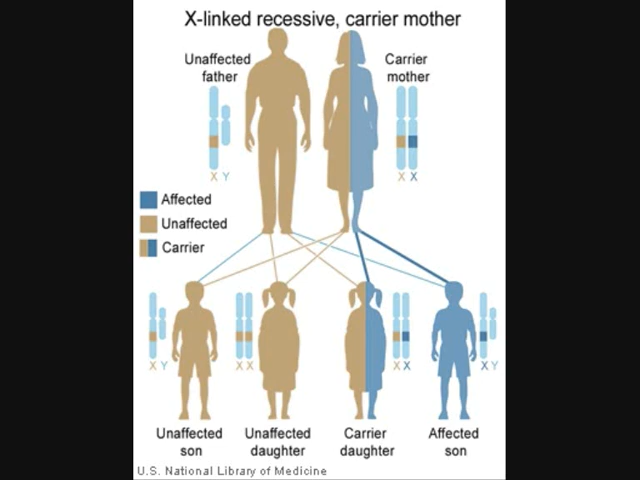 X-linked recessive, carrier mother
Unaffected
father
Carrier
mother
X Y
X X
Affected
Unaffected
Carrier
X Y
X X
X X
X Y
Unaffected
son
Unaffected
daughter
Carrier
daughter
Affected
son
U.S. National Library of Medicine